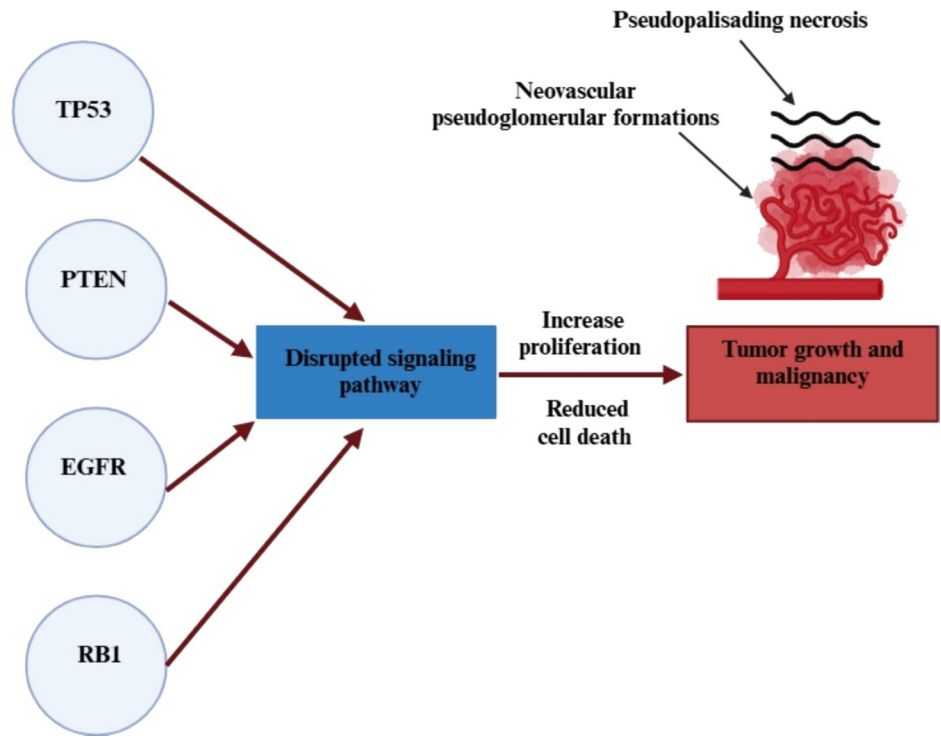 Pseudopalisading necrosis
Neovascular
pseudoglomerular formations
TP53
PTEN
EGFR
RB1
Disrupted signaling
pathway
Increase
proliferation
Reduced
cell death
Tumor growth and
malignancy